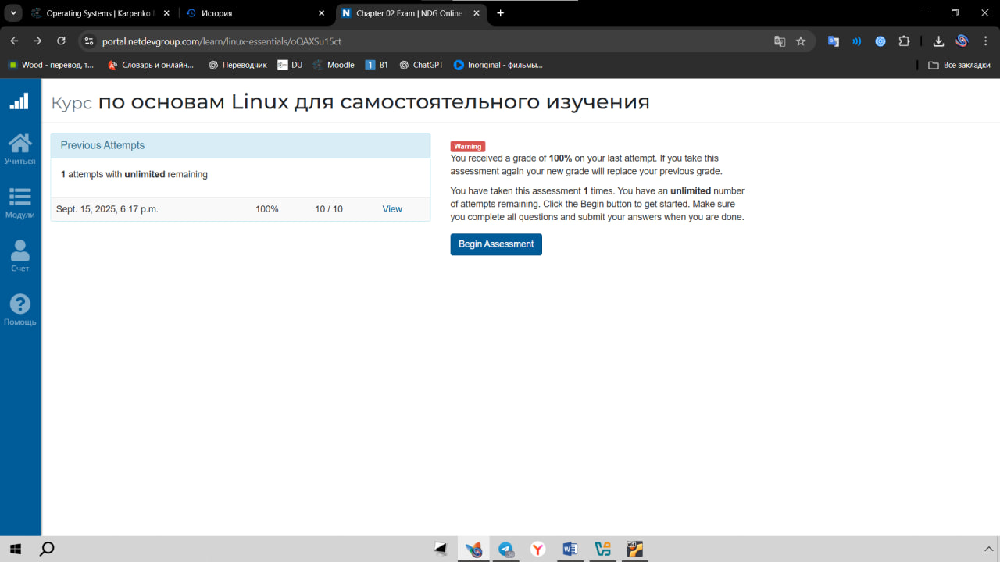 Operating Systems | Karpenko
История
Chapter 02 Exam | NDG Online
portal.netdevgroup.com/learn/linux-essentials/oQAXSu15ct
Wood - перевод, т...
Словарь и онлайн...
Переводчик
DU
Moodle
1 B1
ChatGPT
Inoriginal - фильмы...
Все закладки
Курс по основам Linux для самостоятельного изучения
Учиться
Модули
Счет
Помощь
Previous Attempts
1 attempts with unlimited remaining
Sept. 15, 2025, 6:17 p.m. 100% 10 / 10 View
Warning
You received a grade of 100% on your last attempt. If you take this
assessment again your new grade will replace your previous grade.
You have taken this assessment 1 times. You have an unlimited number
of attempts remaining. Click the Begin button to get started. Make sure
you complete all questions and submit your answers when you are done.
Begin Assessment